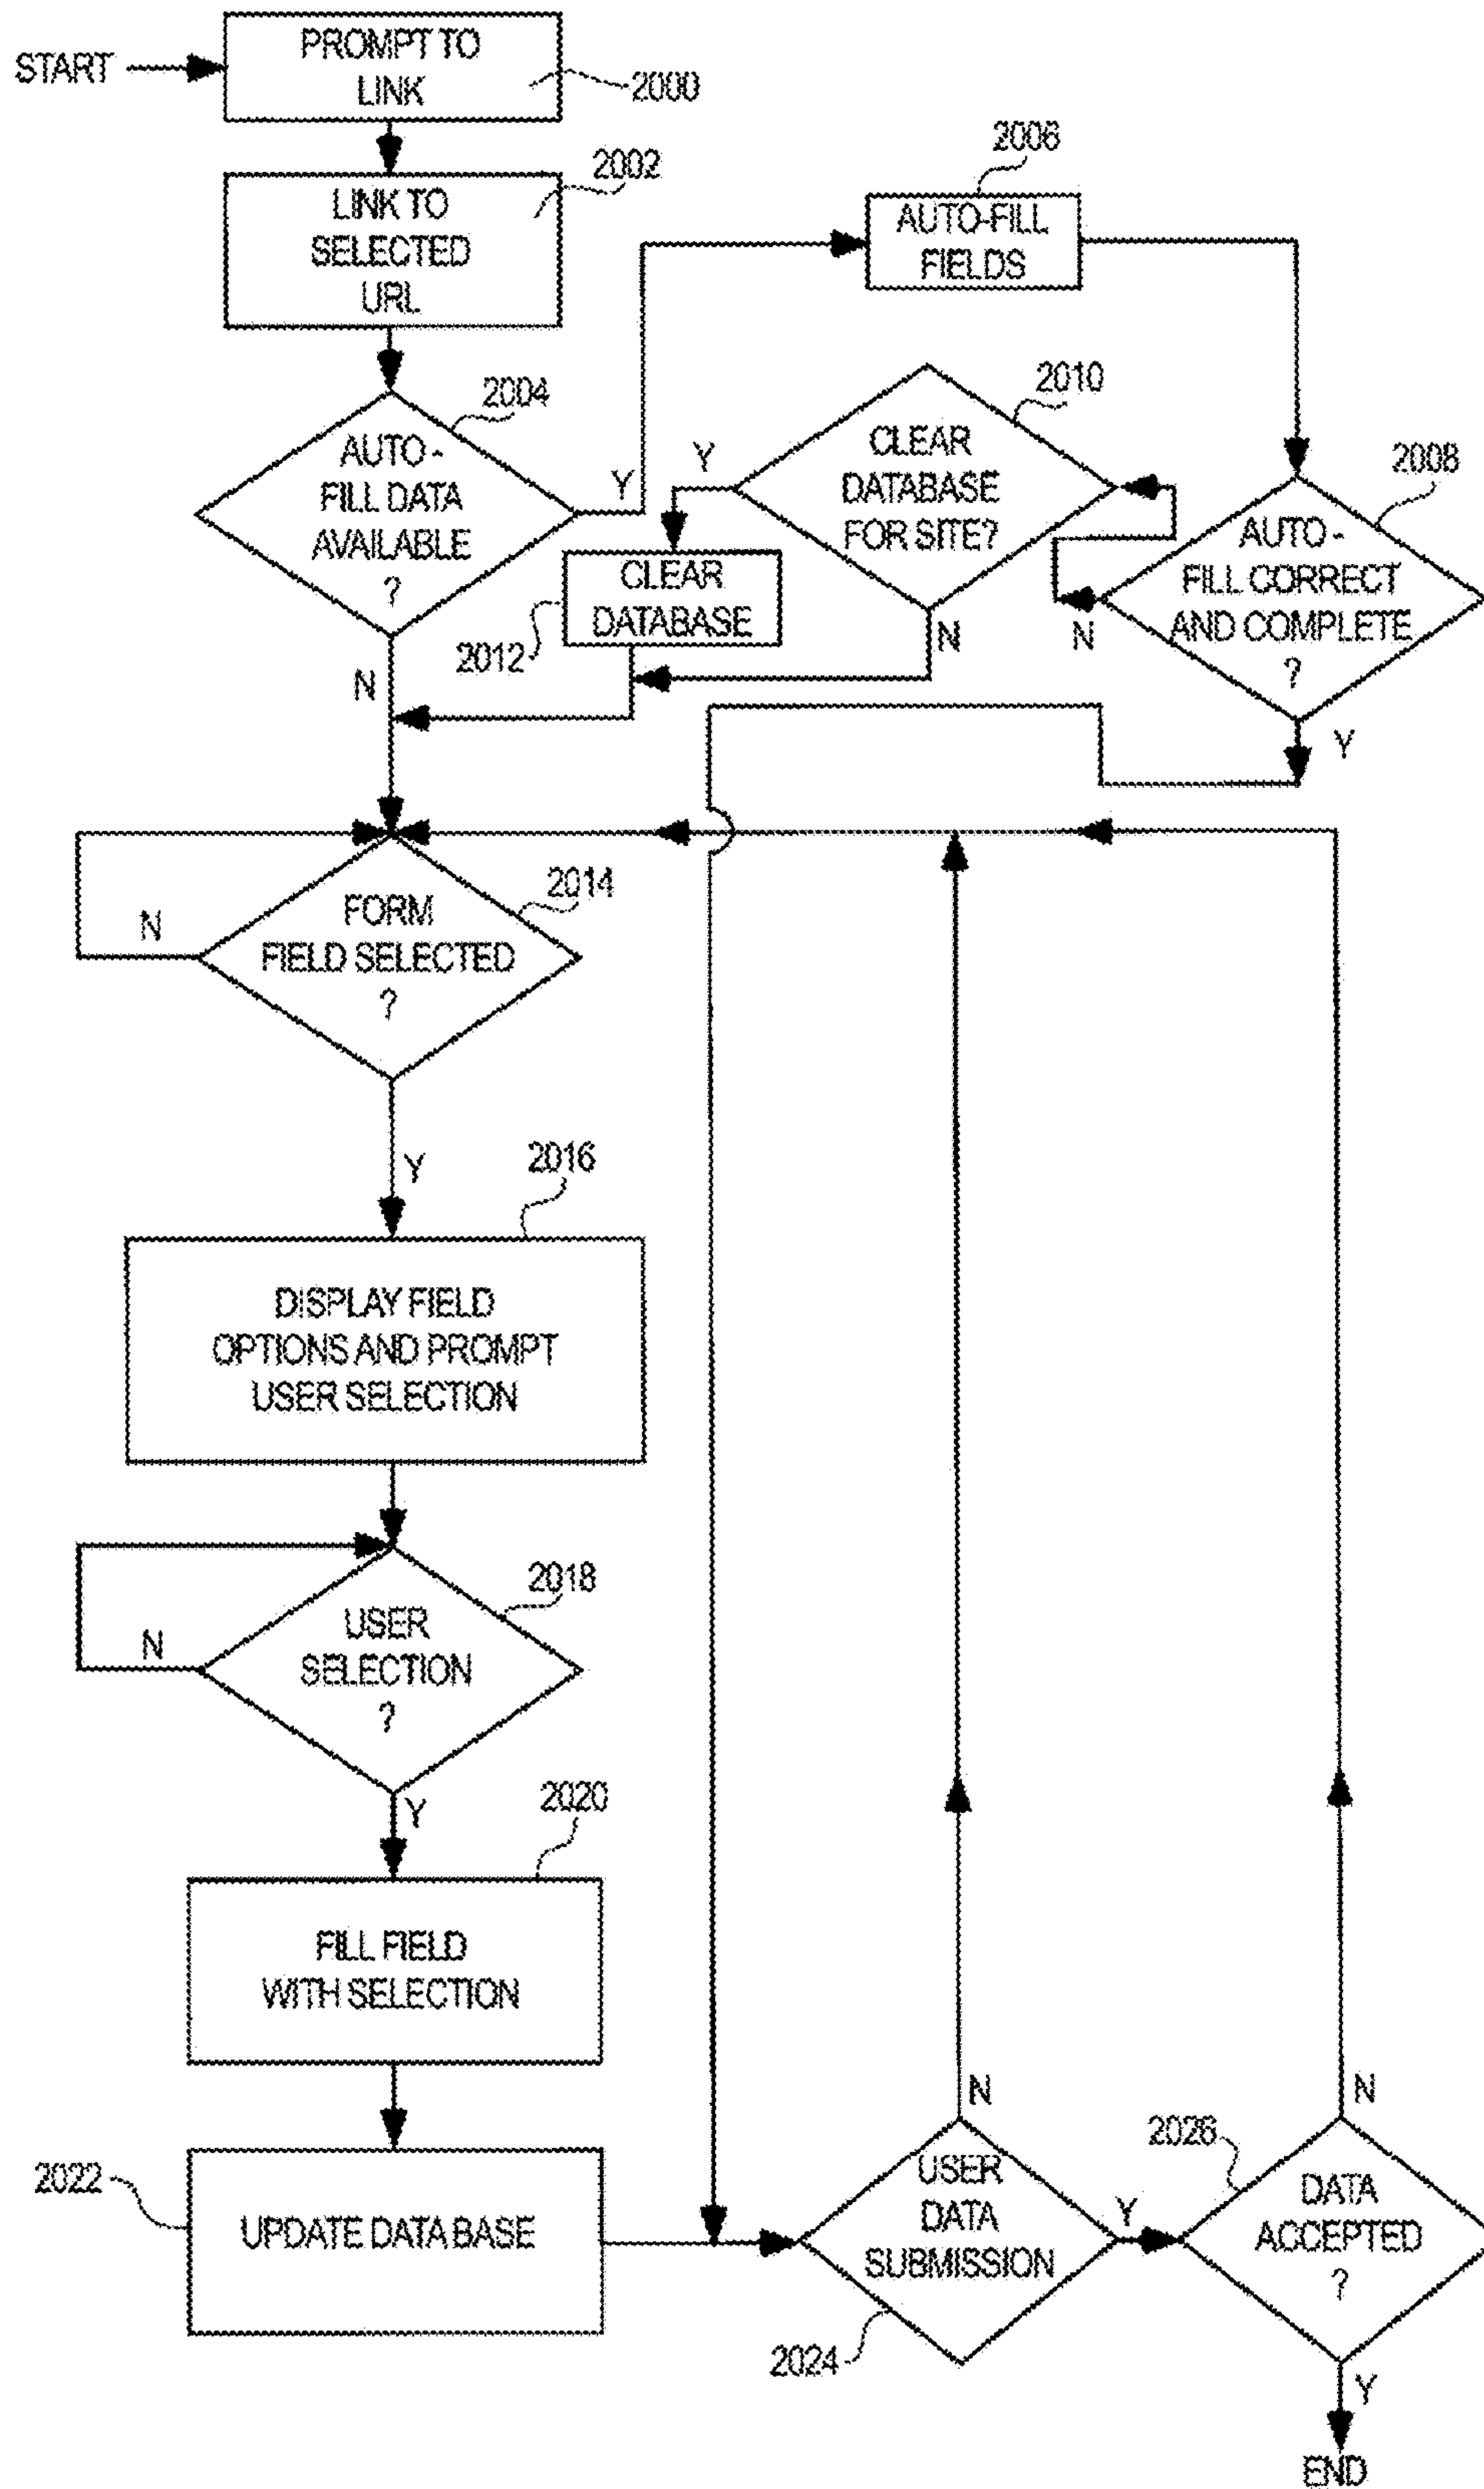 START
PROMPT TO
LINK
2000
2002
LINK TO
SELECTED
URL
2006
AUTO-FILL
FIELDS
2004
AUTO -
FILL DATA
AVAILABLE
?
Y
N
2010
CLEAR
DATABASE
FOR SITE?
Y
N
CLEAR
DATABASE
2012
2008
AUTO -
FILL CORRECT
AND COMPLETE
?
N
Y
2014
FORM
FIELD SELECTED
?
N
Y
2016
DISPLAY FIELD
OPTIONS AND PROMPT
USER SELECTION
2018
USER
SELECTION
?
N
Y
2020
FILL FIELD
WITH SELECTION
2022
UPDATE DATA BASE
N
USER
DATA
SUBMISSION
Y
2024
N
2026
DATA
ACCEPTED
?
Y
END